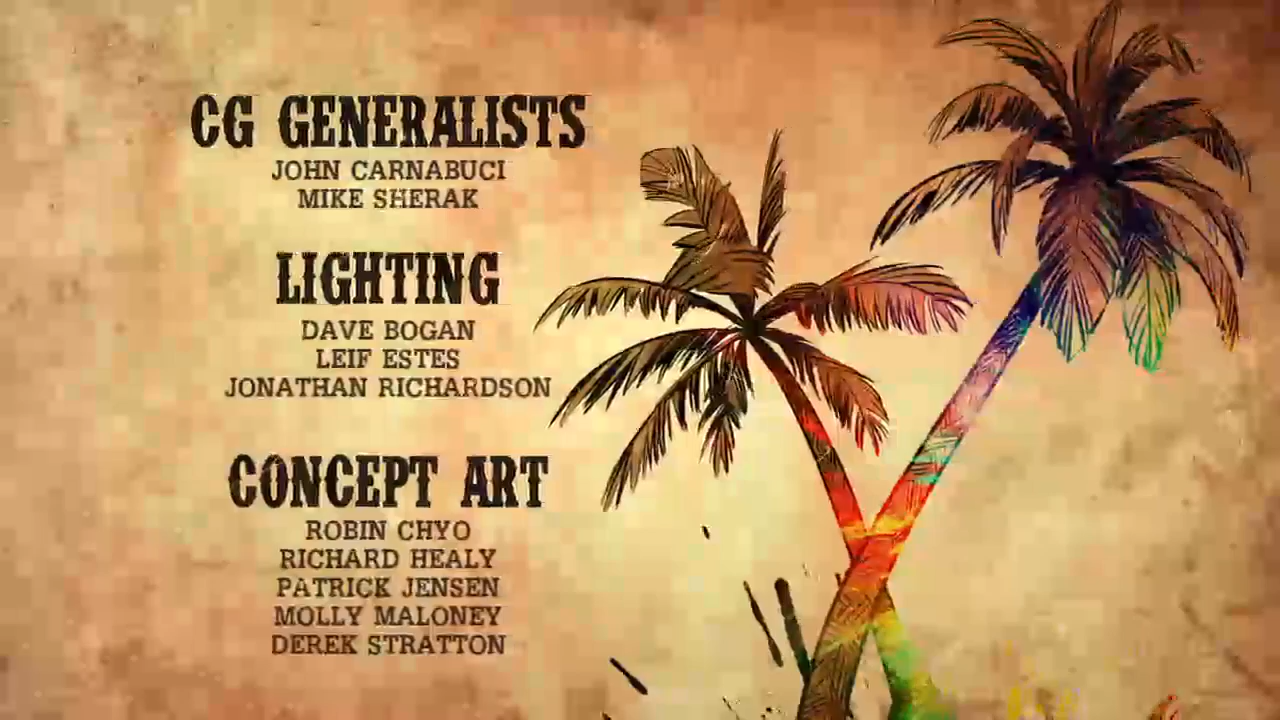 CG GENERALISTS
JOHN CARNABUCI
MIKE SHERAK
LIGHTING
DAVE BOGAN
LEIF ESTES
JONATHAN RICHARDSON
CONCEPT ART
ROBIN CHYO
RICHARD HEALY
PATRICK JENSEN
MOLLY MALONEY
DEREK STRATTON